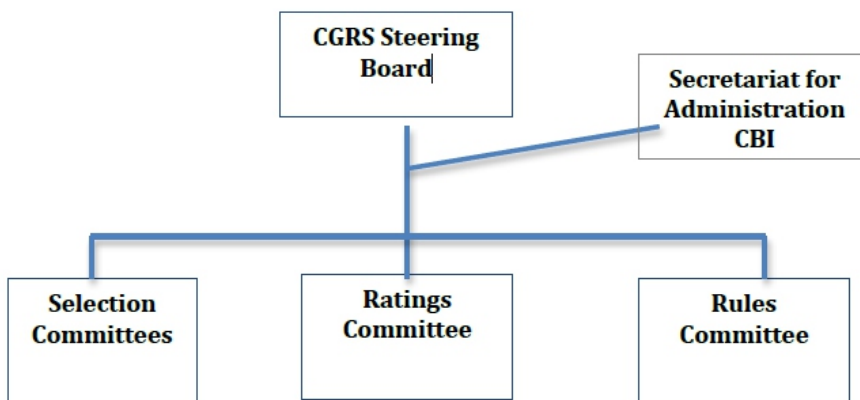 CGRS Steering
Board
Secretariat for
Administration
CBI
Selection
Committees
Ratings
Committee
Rules
Committee